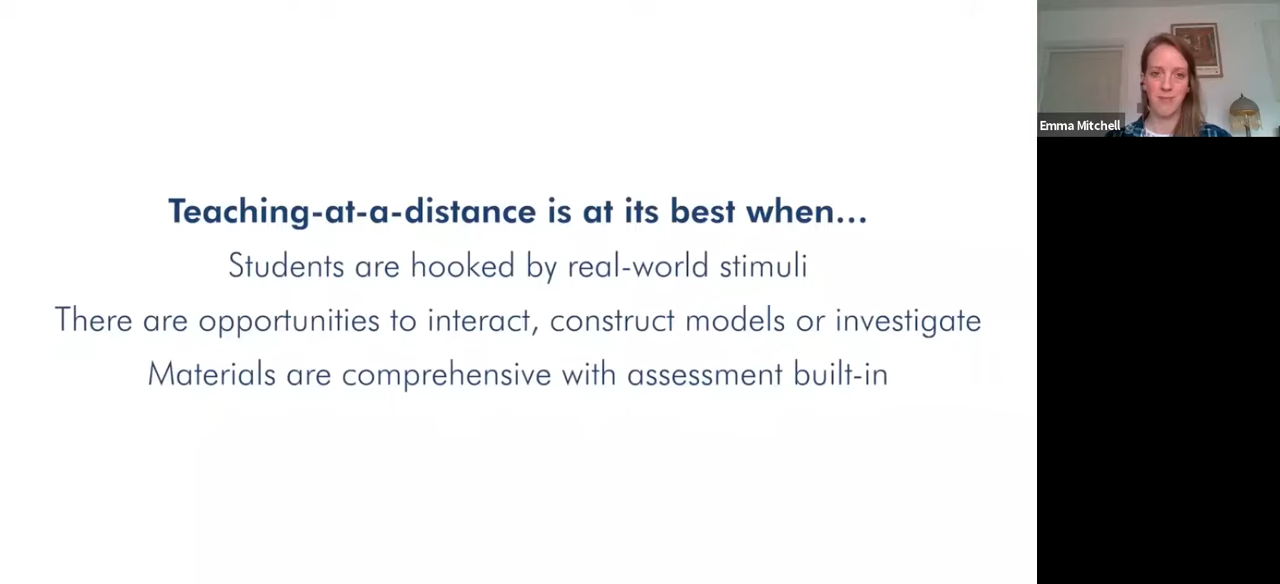 Teaching-at-a-distance is at its best when...
Students are hooked by real-world stimuli
There are opportunities to interact, construct models or investigate
Materials are comprehensive with assessment built-in
Emma Mitchell